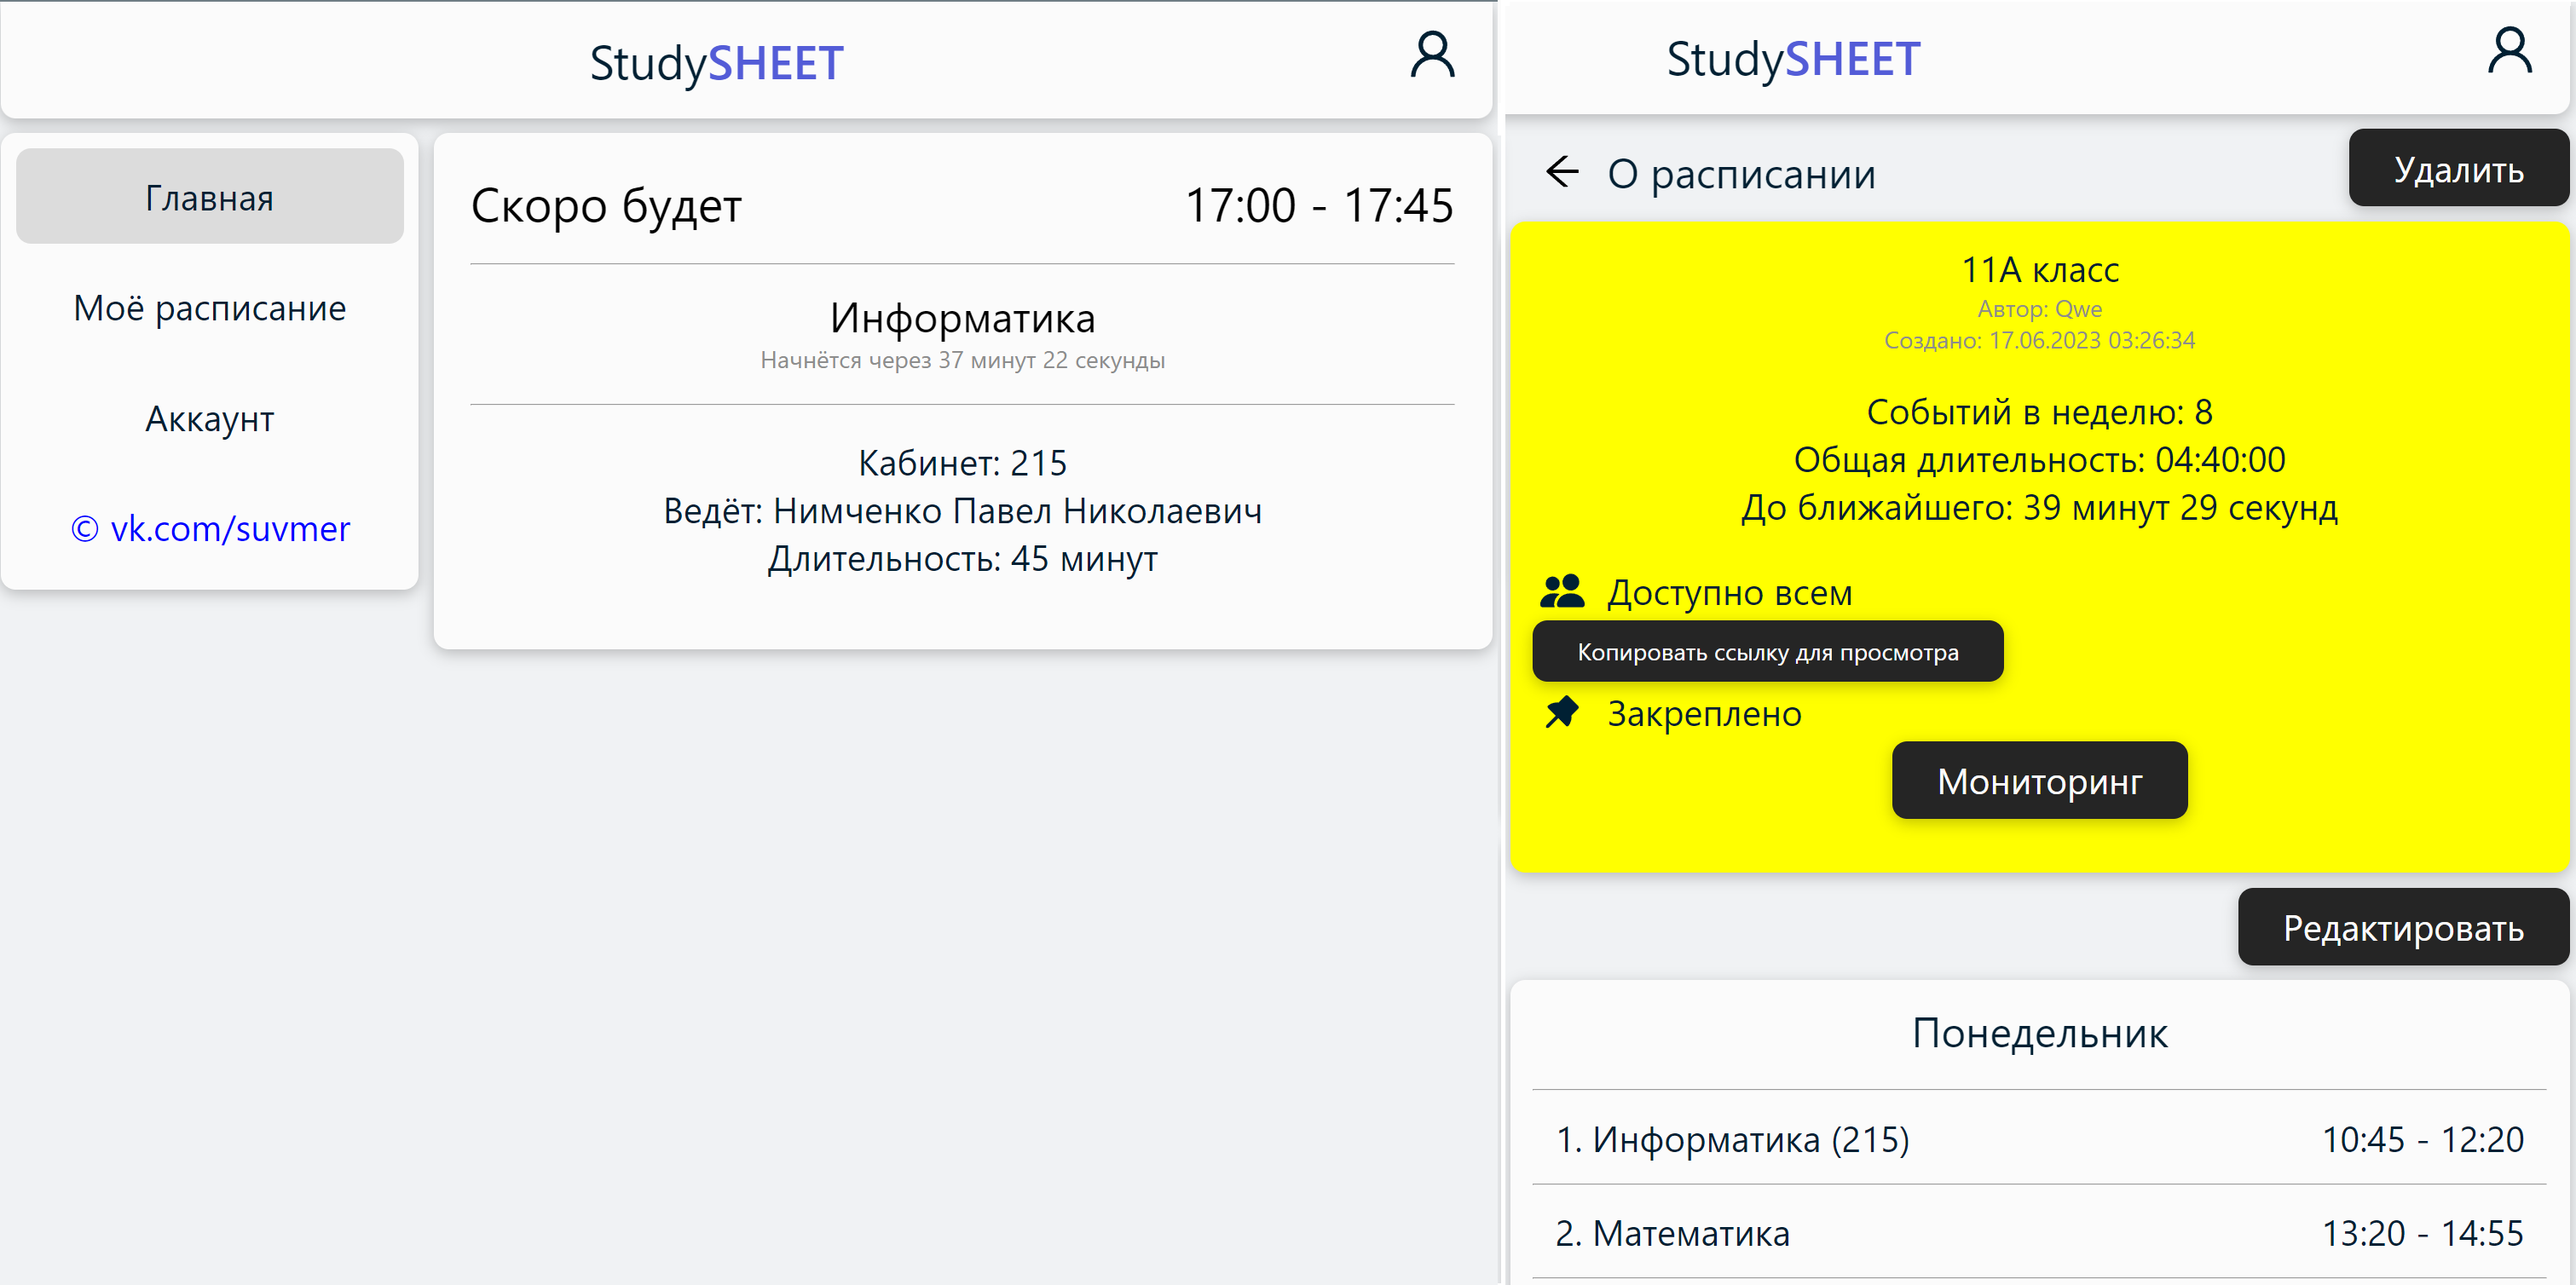 StudySHEET
Главная
Моё расписание
Аккаунт
© vk.com/suvmer
Скоро будет 17:00 - 17:45
Информатика
Начнётся через 37 минут 22 секунды
Кабинет: 215
Ведёт: Нимченко Павел Николаевич
Длительность: 45 минут
StudySHEET
О расписании
Удалить
11А класс
Автор: Qwe
Создано: 17.06.2023 03:26:34
Событий в неделю: 8
Общая длительность: 04:40:00
До ближайшего: 39 минут 29 секунд
Доступно всем
Копировать ссылку для просмотра
Закреплено
Мониторинг
Редактировать
Понедельник
1. Информатика (215) 10:45 - 12:20
2. Математика 13:20 - 14:55